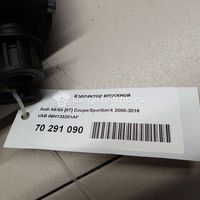 Коллектор впускной
Audi A5/S5 [8T] Coupe/Sportback 2008-2016
VAG 06H133201AF
70 291 090